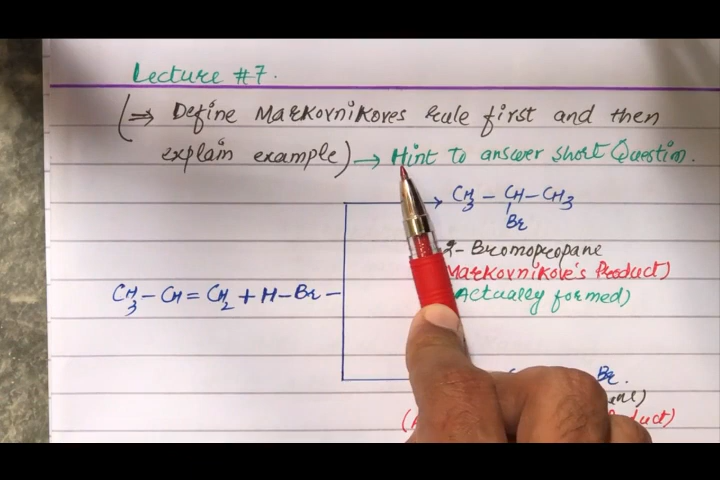 Lecture #7.
(⇒ Define Markovnikoves rule first and then
explain example) → Hint to answer short Question.
CH3 – CH – CH3
Br
2-Bromopropane
Markovnikove's Product)
Actually formed)
CH3 – CH = CH2 + H – Br –
Br.